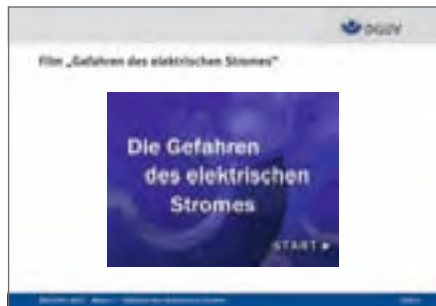 DGUV
Film „Gefahren des elektrischen Stromes“
Die Gefahren
des elektrischen
Stromes
START